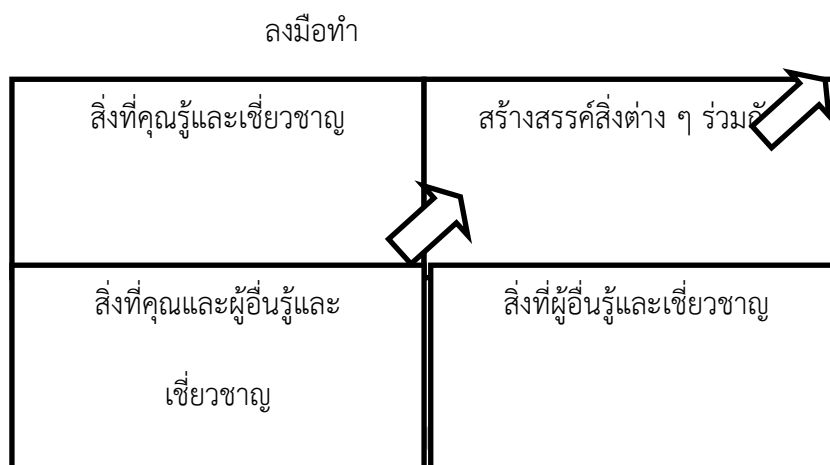 ลงมือทำ
สิ่งที่คุณรู้และเชี่ยวชาญ
สร้างสรรค์สิ่งต่าง ๆ
สิ่งที่คุณและผู้อื่นรู้และ
เชี่ยวชาญ
สิ่งที่ผู้อื่นรู้และเชี่ยวชาญ